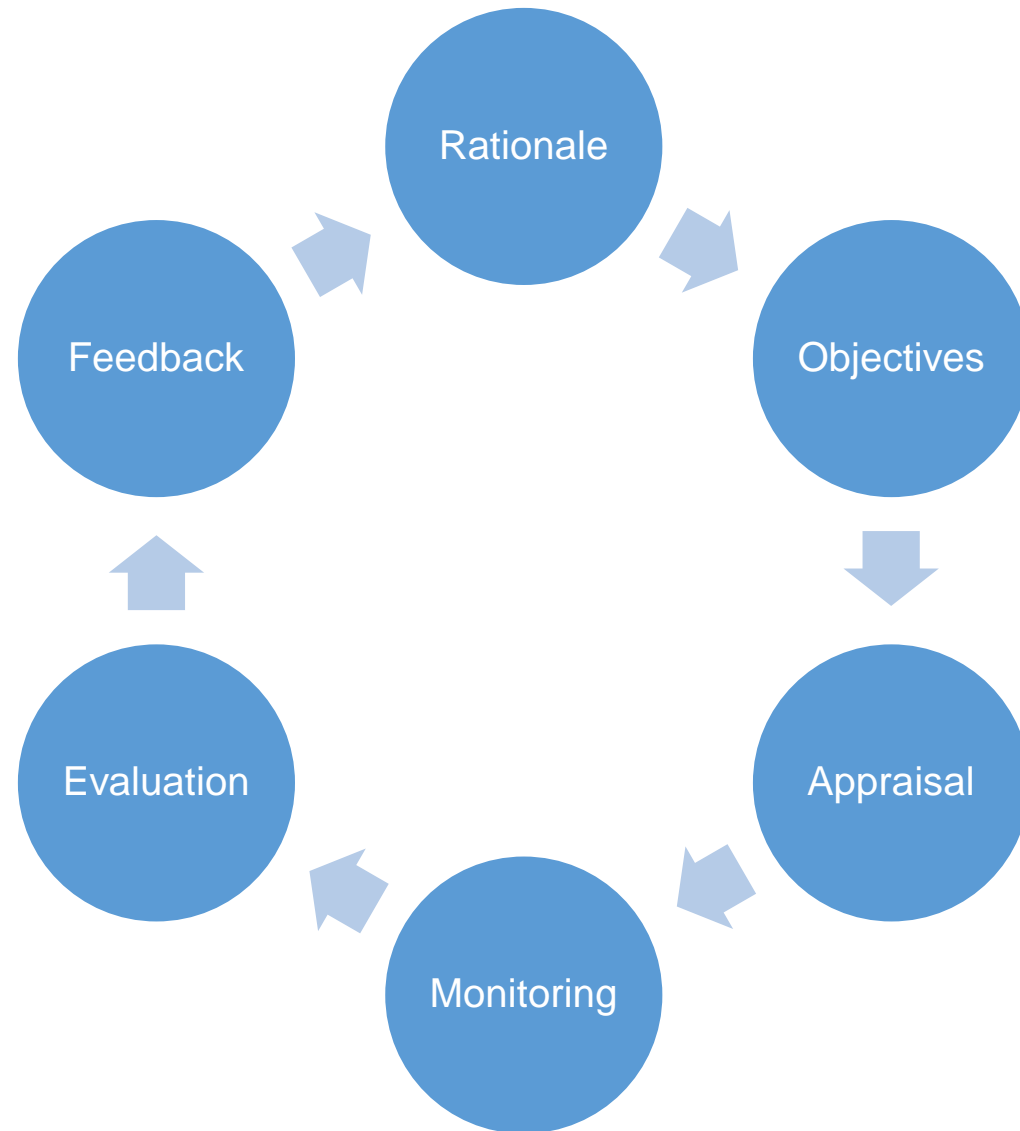 Rationale
Objectives
Appraisal
Monitoring
Evaluation
Feedback